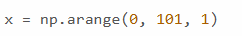 x = np.arange(0, 101, 1)